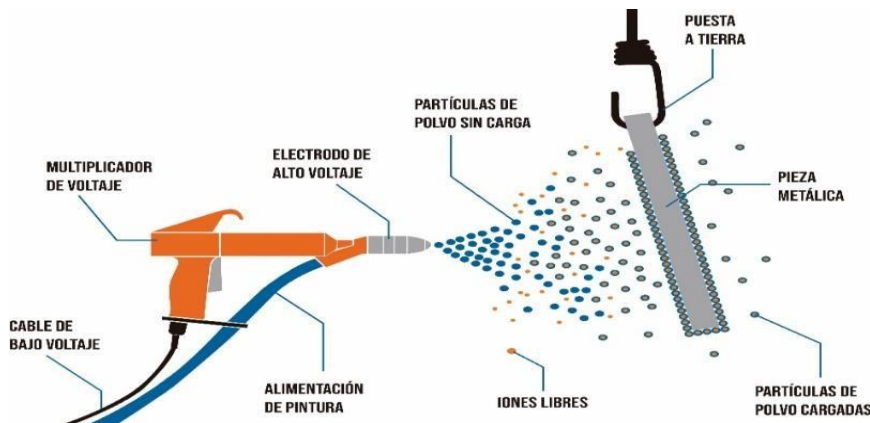 PUESTA
A TIERRA
PARTÍCULAS DE
POLVO SIN CARGA
ELECTRODO DE
ALTO VOLTAJE
MULTIPLICADOR
DE VOLTAJE
PIEZA
METÁLICA
CABLE DE
BAJO VOLTAJE
ALIMENTACIÓN
DE PINTURA
IONES LIBRES
PARTÍCULAS DE
POLVO CARGADAS